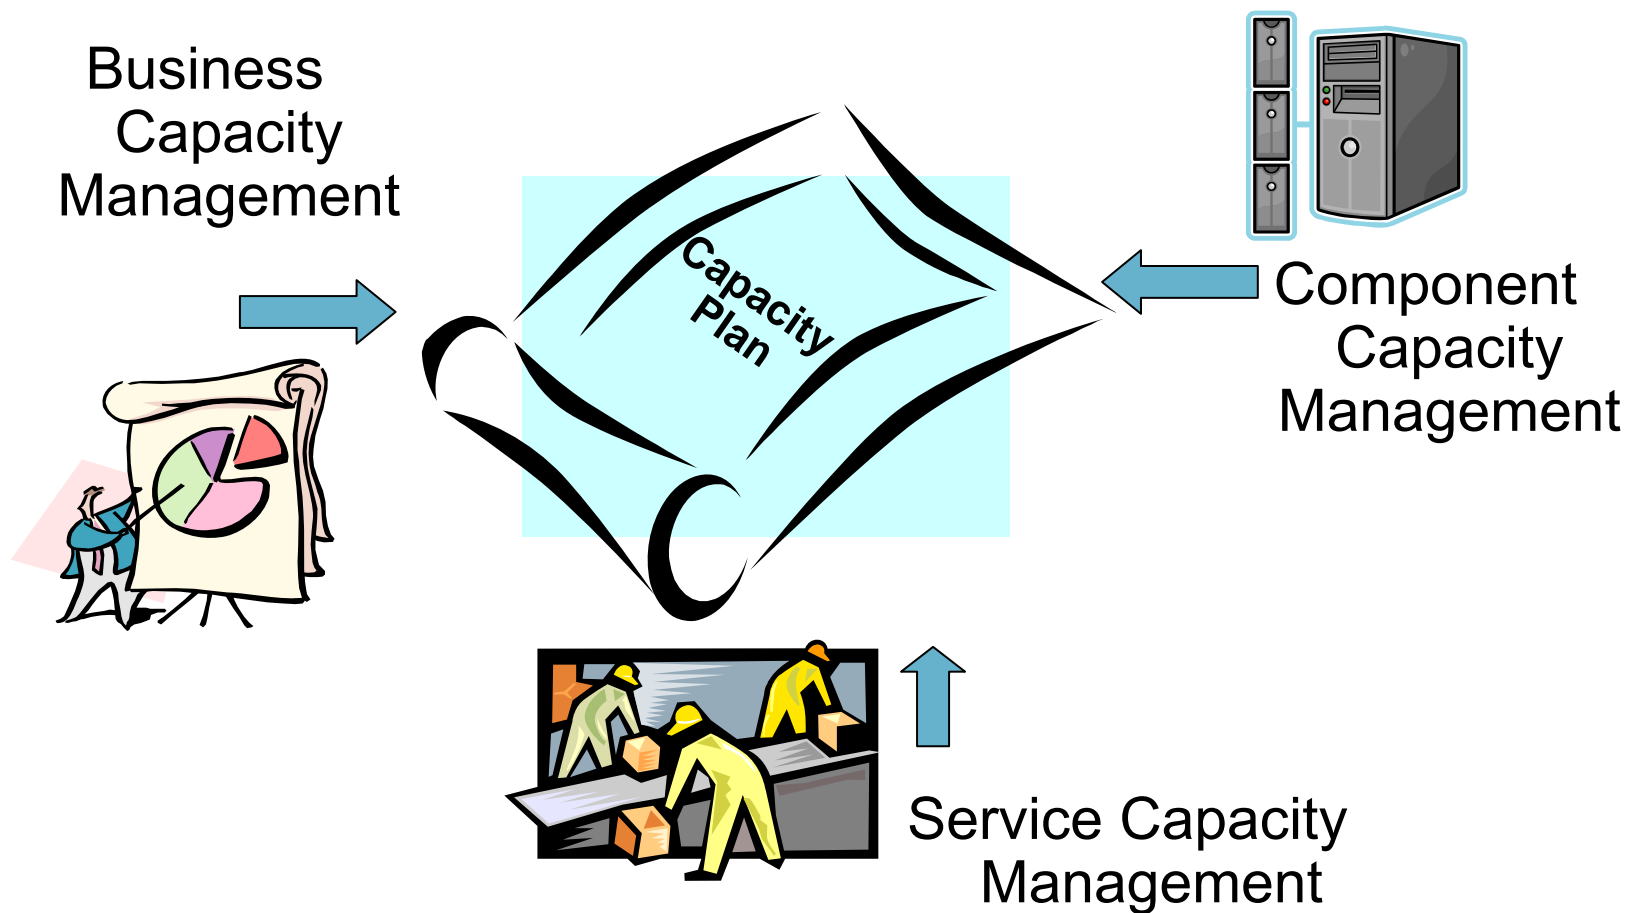 Business
Capacity
Management
Capacity
Plan
Component
Capacity
Management
Service Capacity
Management